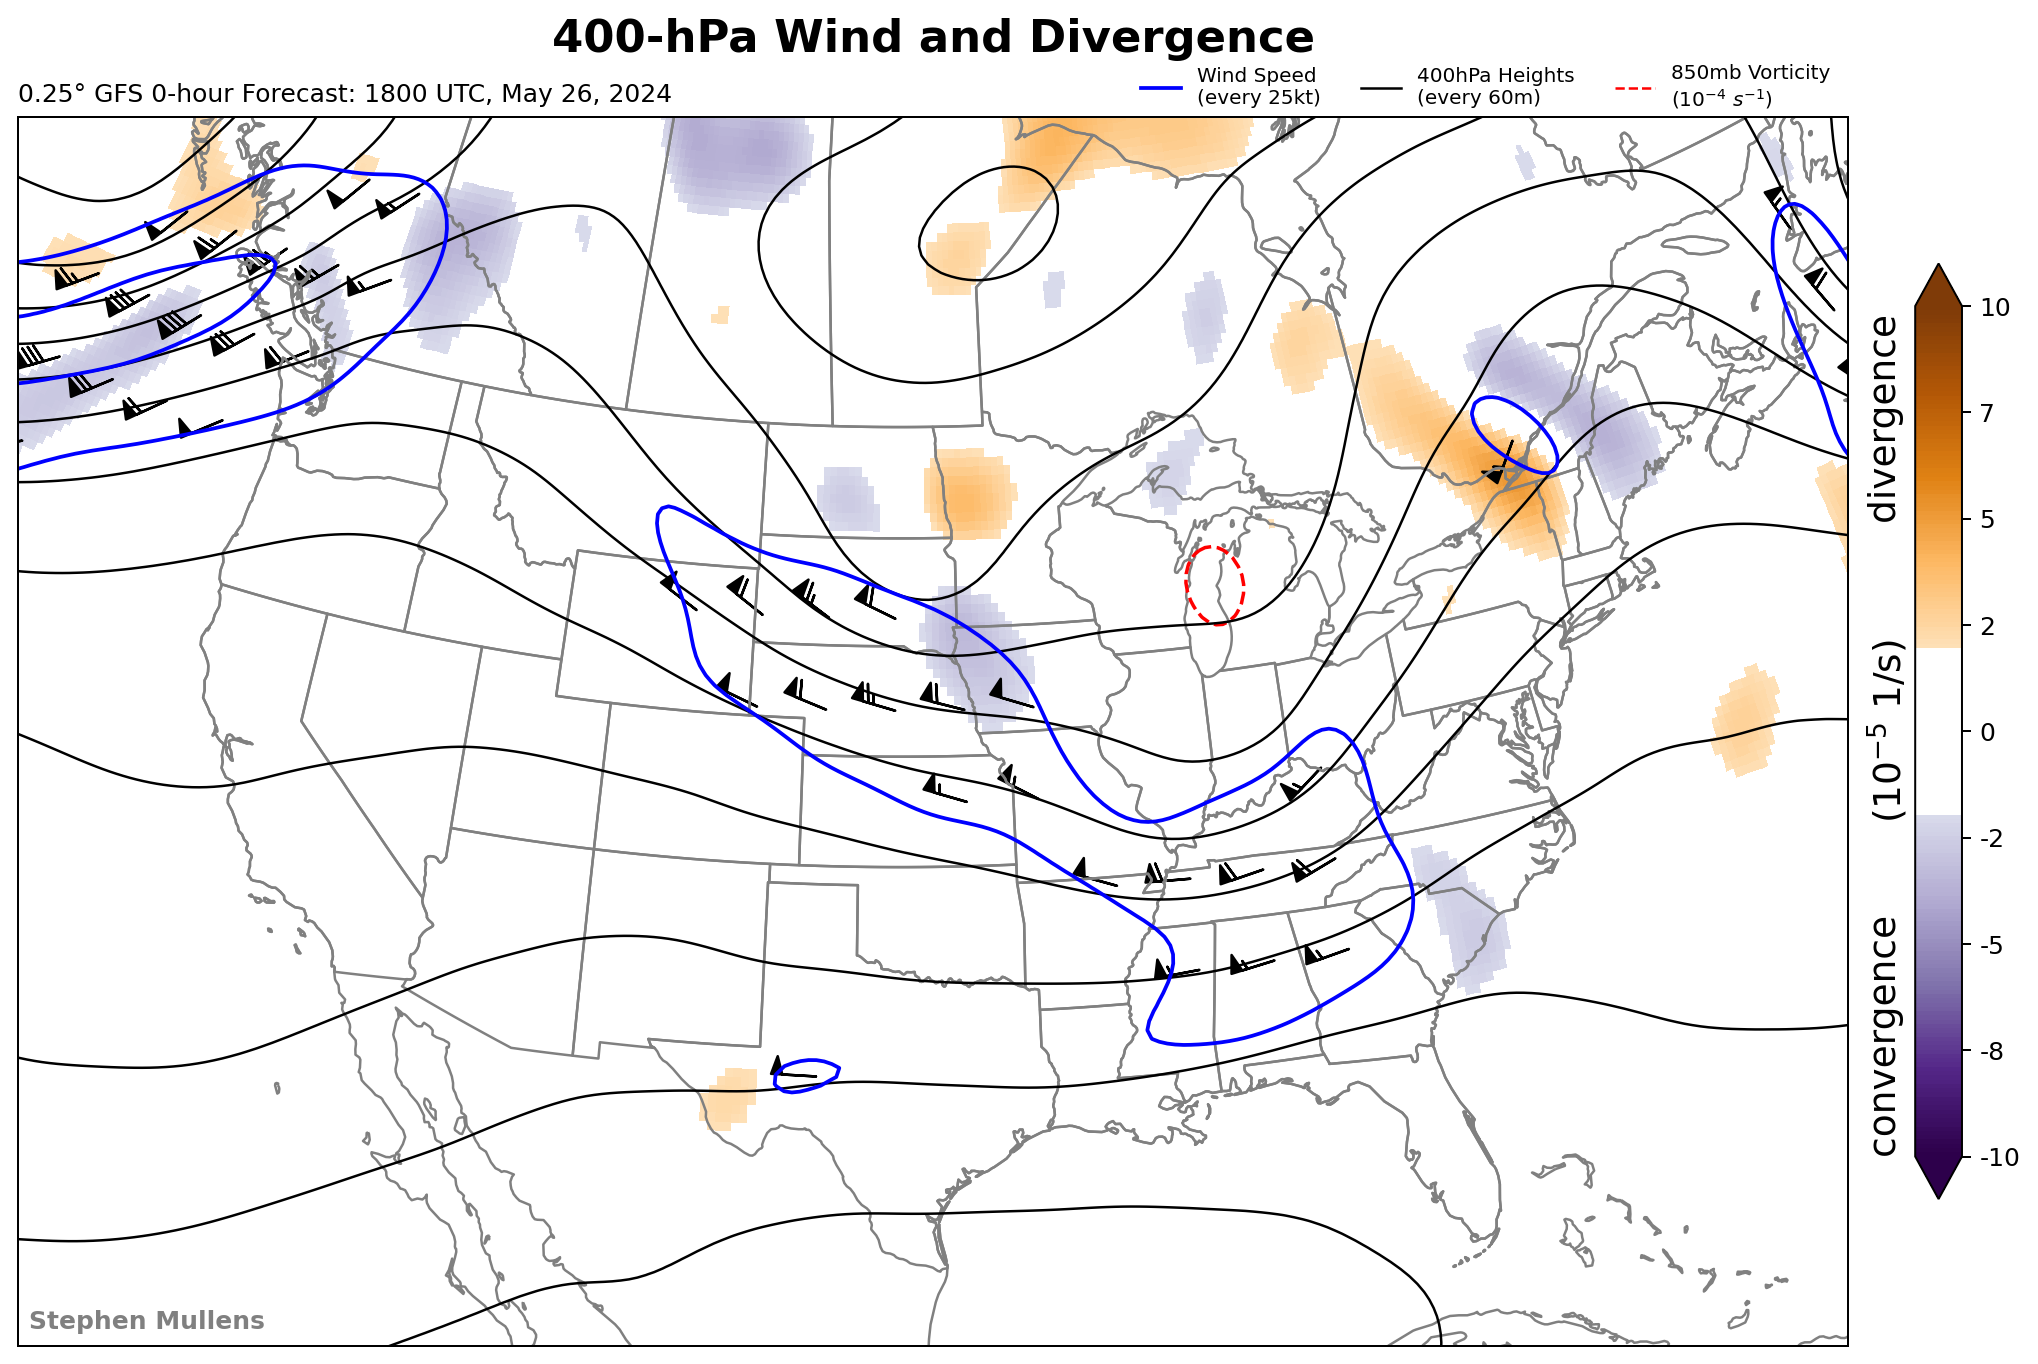 400-hPa Wind and Divergence
0.25° GFS 0-hour Forecast: 1800 UTC, May 26, 2024
Wind Speed
(every 25kt)
400hPa Heights
(every 60m)
850mb Vorticity
(10⁻⁴ s⁻¹)
10
7
5
2
0
-2
-5
-8
-10
convergence (10⁻⁵ 1/s) divergence
Stephen Mullens